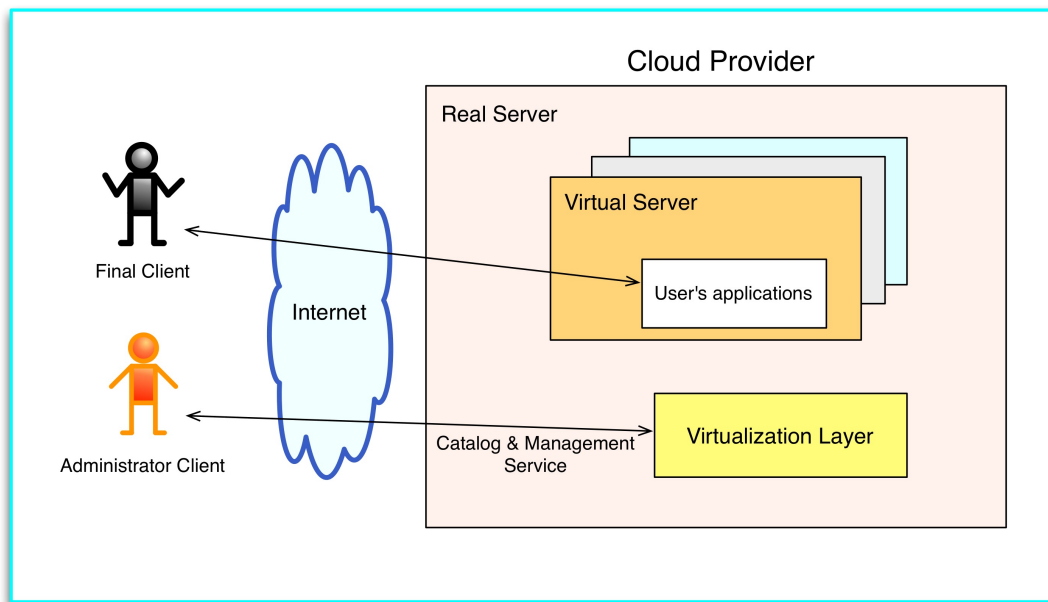 Cloud Provider
Real Server
Virtual Server
User's applications
Final Client
Internet
Administrator Client
Catalog & Management
Service
Virtualization Layer